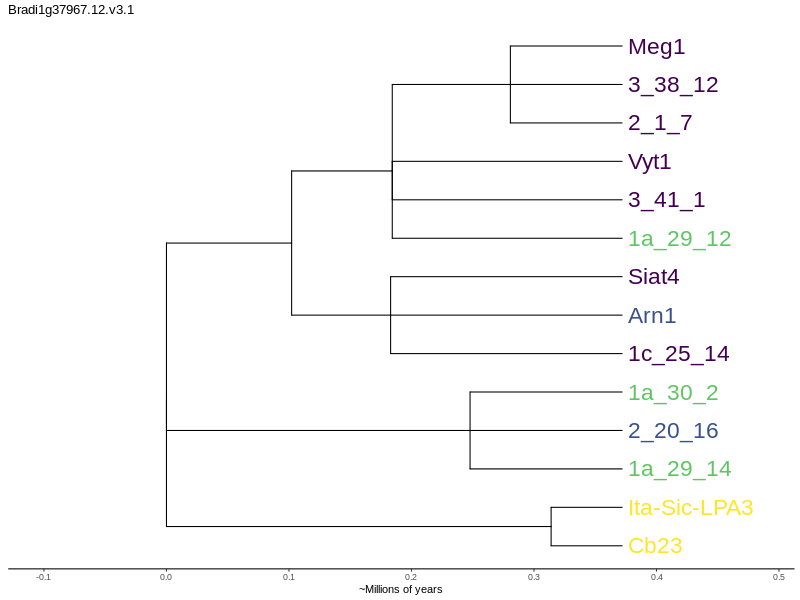 Bradi1g37967.12.v3.1
Meg1
3_38_12
2_1_7
Vyt1
3_41_1
1a_29_12
Siat4
Arn1
1c_25_14
1a_30_2
2_20_16
1a_29_14
Ita-Sic-LPA3
Cb23
-0.1 0.0 0.1 0.2 0.3 0.4 0.5
~Millions of years